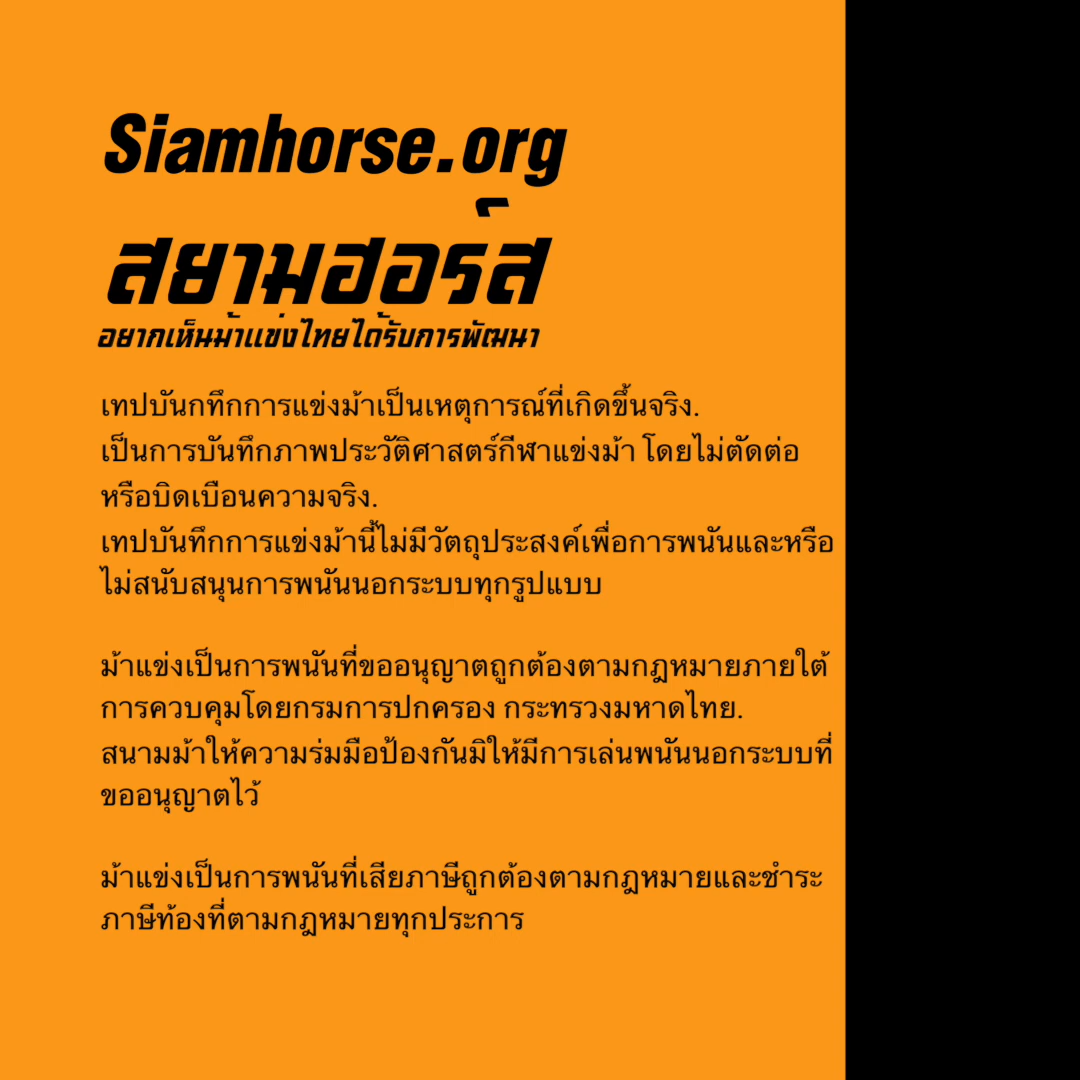 Siamhorse.org
สยามฮอร์ส
อยากเห็นม้าแข่งไทยได้รับการพัฒนา
เทปบันกทึกการแข่งม้าเป็นเหตุการณ์ที่เกิดขึ้นจริง.
เป็นการบันทึกภาพประวัติศาสตร์กีฬาแข่งม้า โดยไม่ตัดต่อ
หรือบิดเบือนความจริง.
เทปบันทึกการแข่งม้านี้ไม่มีวัตถุประสงค์เพื่อการพนันและหรือ
ไม่สนับสนุนการพนันนอกระบบทุกรูปแบบ
ม้าแข่งเป็นการพนันที่ขออนุญาตถูกต้องตามกฎหมายภายใต้
การควบคุมโดยกรมการปกครอง กระทรวงมหาดไทย.
สนามม้าให้ความร่มมือป้องกันมิให้มีการเล่นพนันนอกระบบที่
ขออนุญาตไว้
ม้าแข่งเป็นการพนันที่เสียภาษีถูกต้องตามกฎหมายและชำระ
ภาษีท้องที่ตามกฎหมายทุกประการ